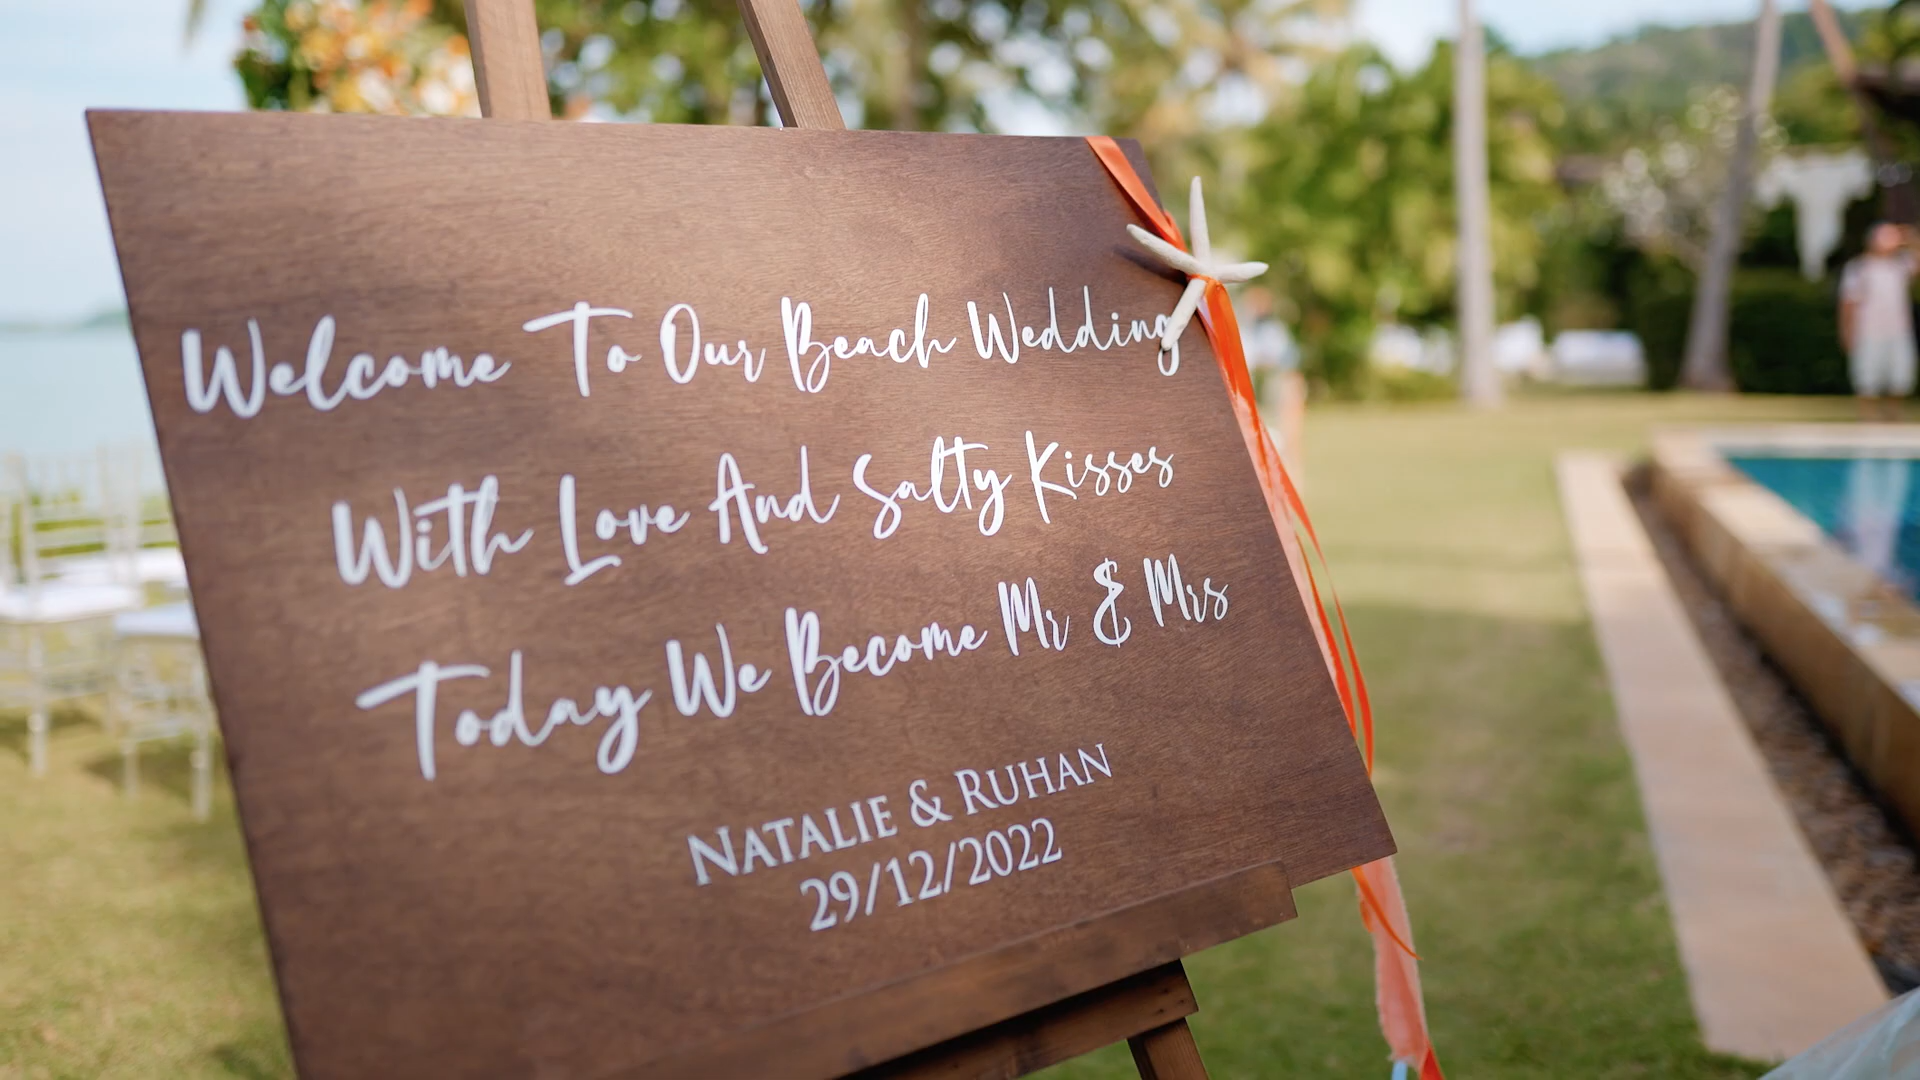 Welcome To Our Beach Wedding
With Love And Salty Kisses
Today We Become Mr & Mrs
NATALIE & RUHAN
29/12/2022